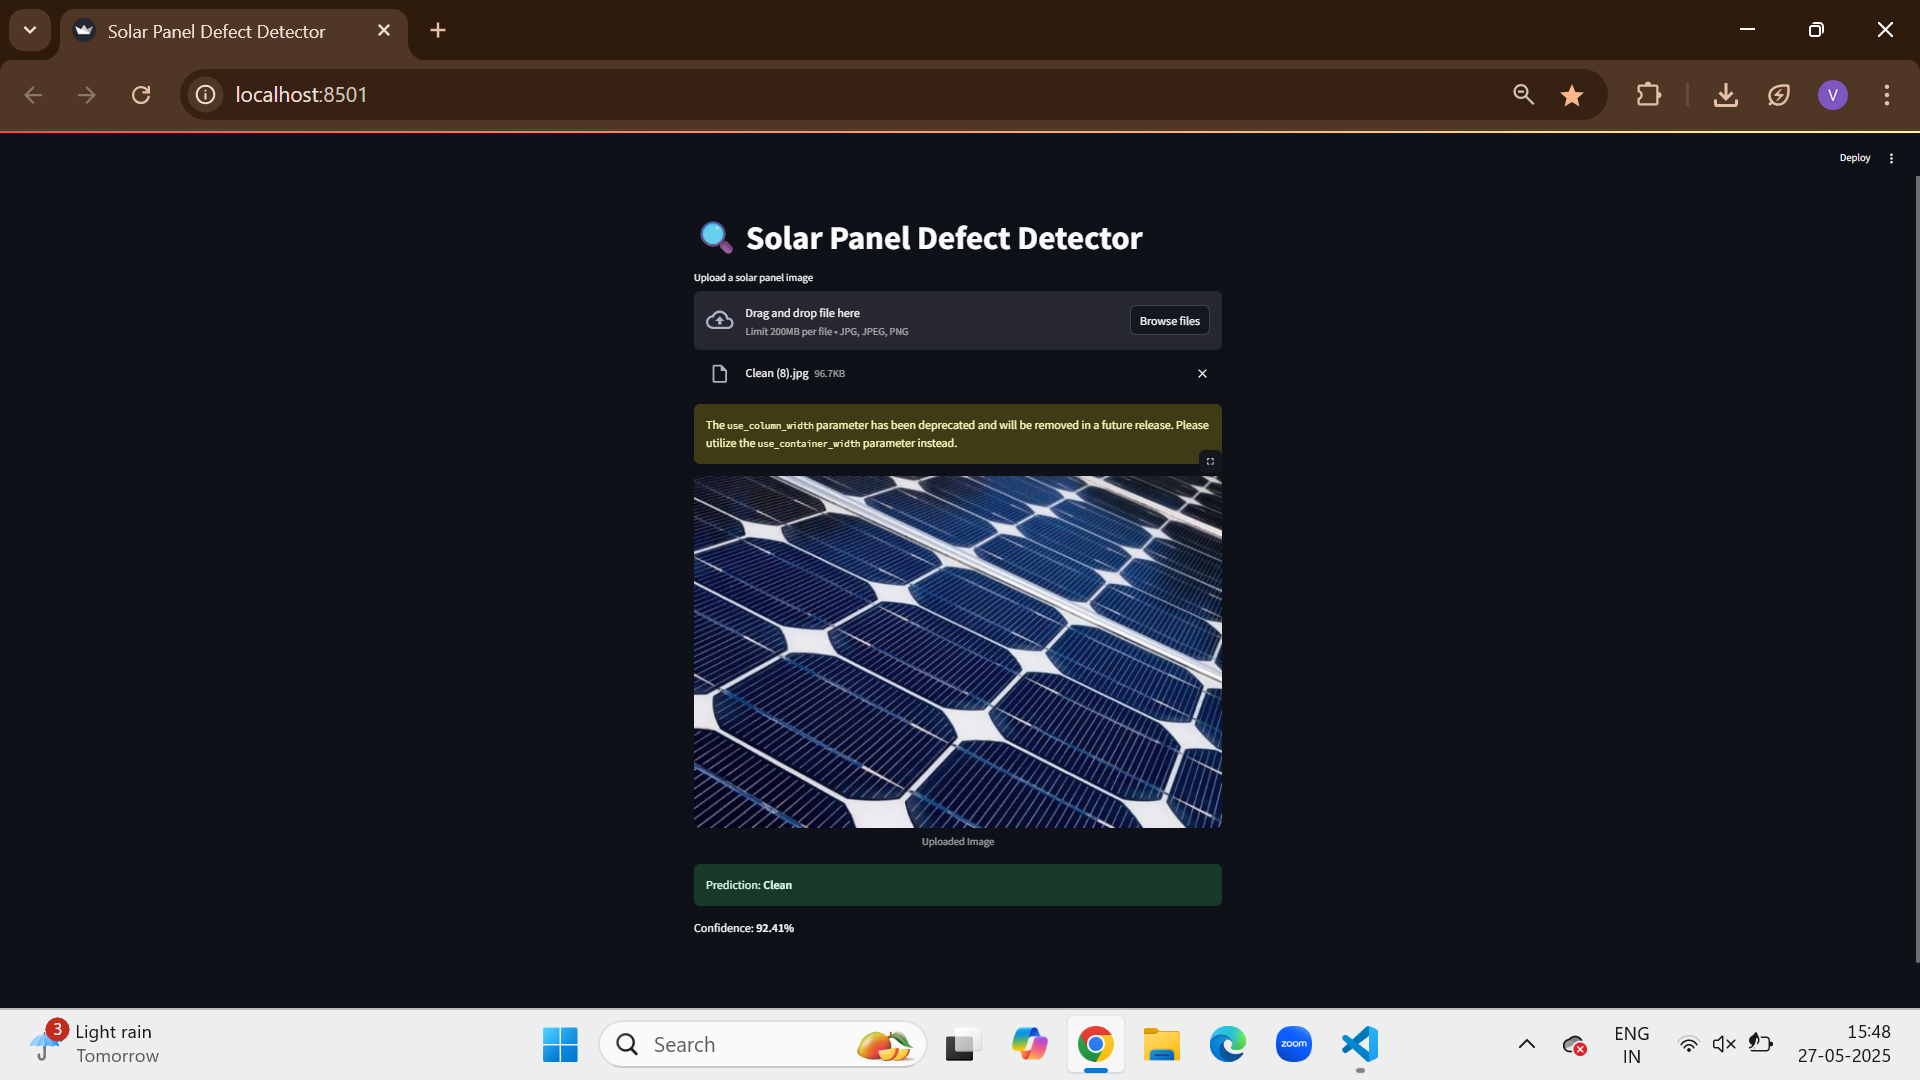 Solar Panel Defect Detector
localhost:8501
V
Deploy
Solar Panel Defect Detector
Upload a solar panel image
Drag and drop file here
Limit 200MB per file • JPG, JPEG, PNG
Browse files
Clean (8).jpg 96.7KB
The use_column_width parameter has been deprecated and will be removed in a future release. Please
utilize the use_container_width parameter instead.
Uploaded Image
Prediction: Clean
Confidence: 92.41%
3
Light rain
Tomorrow
Search
zoom
ENG
IN
15:48
27-05-2025